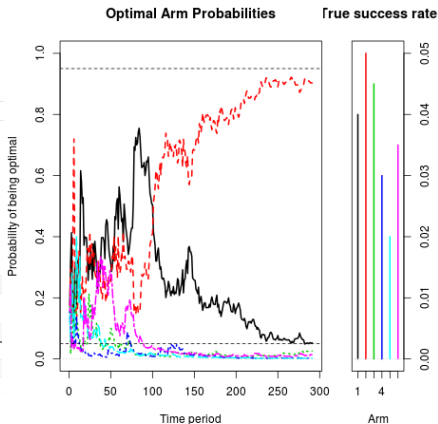 Optimal Arm Probabilities
Probability of being optimal
0.0 0.2 0.4 0.6 0.8 1.0
0 50 100 150 200 250 300
Time period
True success rate
0.00 0.01 0.02 0.03 0.04 0.05
1 4
Arm